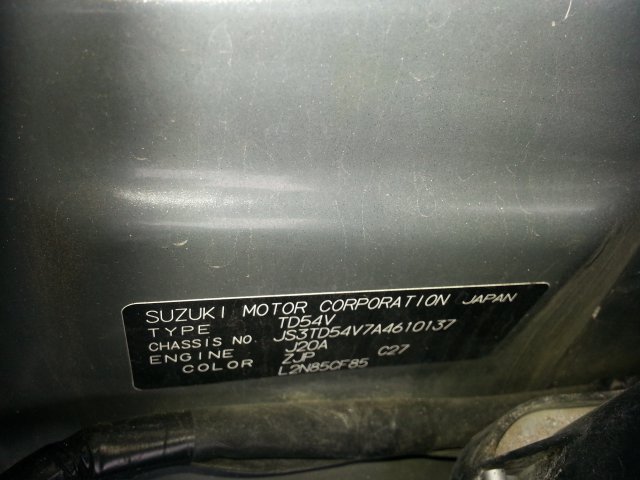 SUZUKI MOTOR CORPORATION JAPAN
TYPE TD54V
CHASSIS NO. JS3TD54V7A4610137
ENGINE J20A
COLOR ZJP C27
L2N85CF85